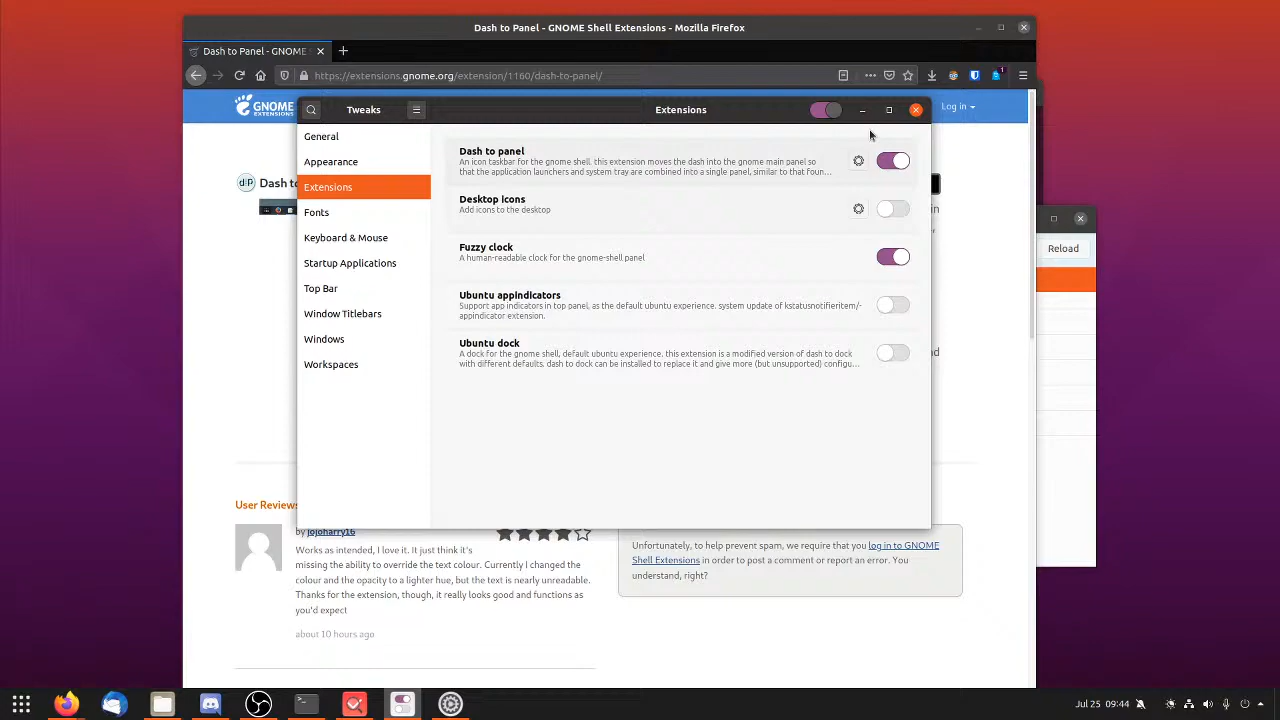 Dash to Panel - GNOME Shell Extensions - Mozilla Firefox
Dash to Panel - GNOME S
https://extensions.gnome.org/extension/1160/dash-to-panel/
1
GNOME
EXTENSIONS
Log in
Tweaks
Extensions
General
Appearance
Extensions
Fonts
Keyboard & Mouse
Startup Applications
Top Bar
Window Titlebars
Windows
Workspaces
Dash to panel
An icon taskbar for the gnome shell. this extension moves the dash into the gnome main panel so
that the application launchers and system tray are combined into a single panel, similar to that foun...
Desktop icons
Add icons to the desktop
Fuzzy clock
A human-readable clock for the gnome-shell panel
Ubuntu appindicators
Support app indicators in top panel, as the default ubuntu experience. system update of kstatusnotifieritem/-
appindicator extension.
Ubuntu dock
A dock for the gnome shell, default ubuntu experience. this extension is a modified version of dash to dock
with different defaults. dash to dock can be installed to replace it and give more (but unsupported) configu...
dtP Dash to
in
nd
Reload
User Reviews
by jojoharry16
Works as intended, I love it. It just think it's
missing the ability to override the text colour. Currently I changed the
colour and the opacity to a lighter hue, but the text is nearly unreadable.
Thanks for the extension, though, it really looks good and functions as
you'd expect
about 10 hours ago
Unfortunately, to help prevent spam, we require that you log in to GNOME
Shell Extensions in order to post a comment or report an error. You
understand, right?
Jul 25 09:44